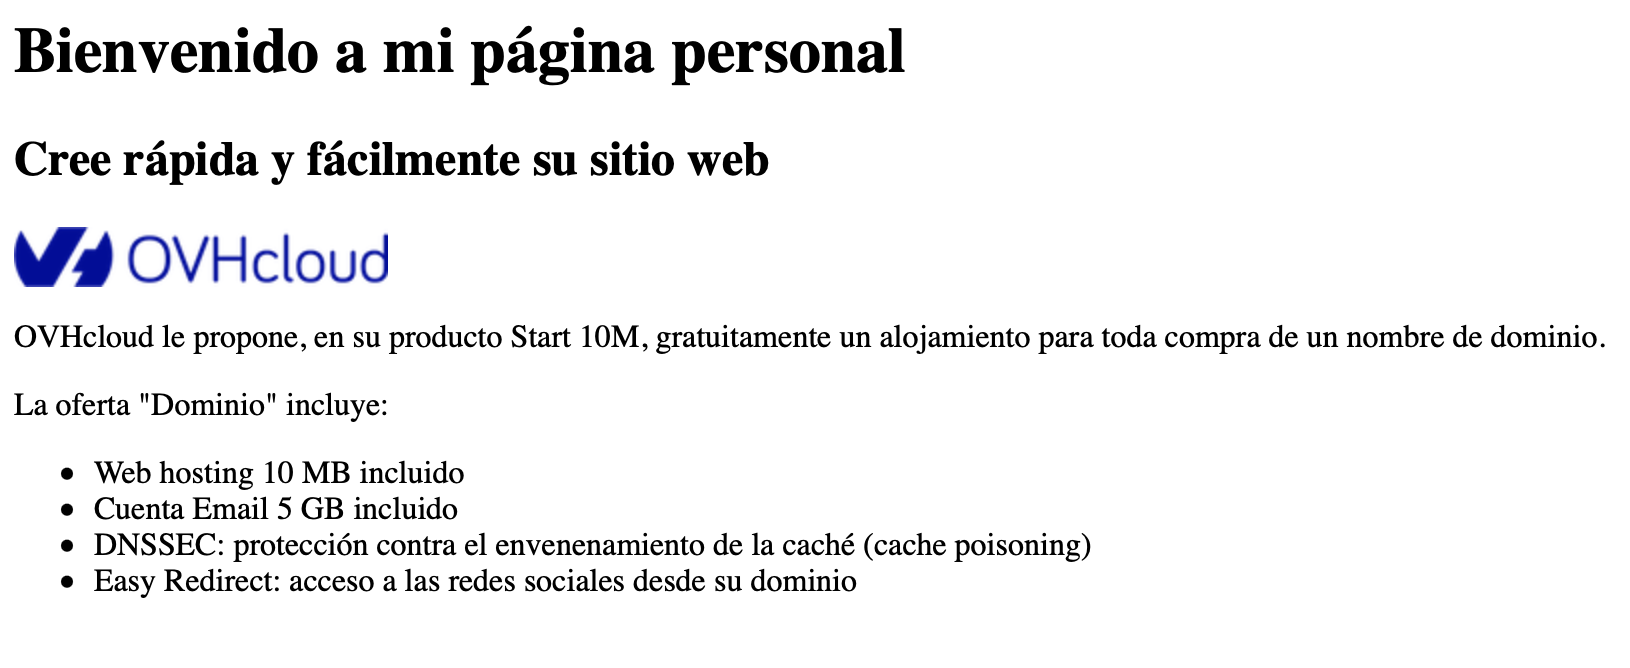 Bienvenido a mi página personal
Cree rápida y fácilmente su sitio web
OVHcloud
OVHcloud le propone, en su producto Start 10M, gratuitamente un alojamiento para toda compra de un nombre de dominio.
La oferta "Dominio" incluye:
• Web hosting 10 MB incluido
• Cuenta Email 5 GB incluido
• DNSSEC: protección contra el envenenamiento de la caché (cache poisoning)
• Easy Redirect: acceso a las redes sociales desde su dominio